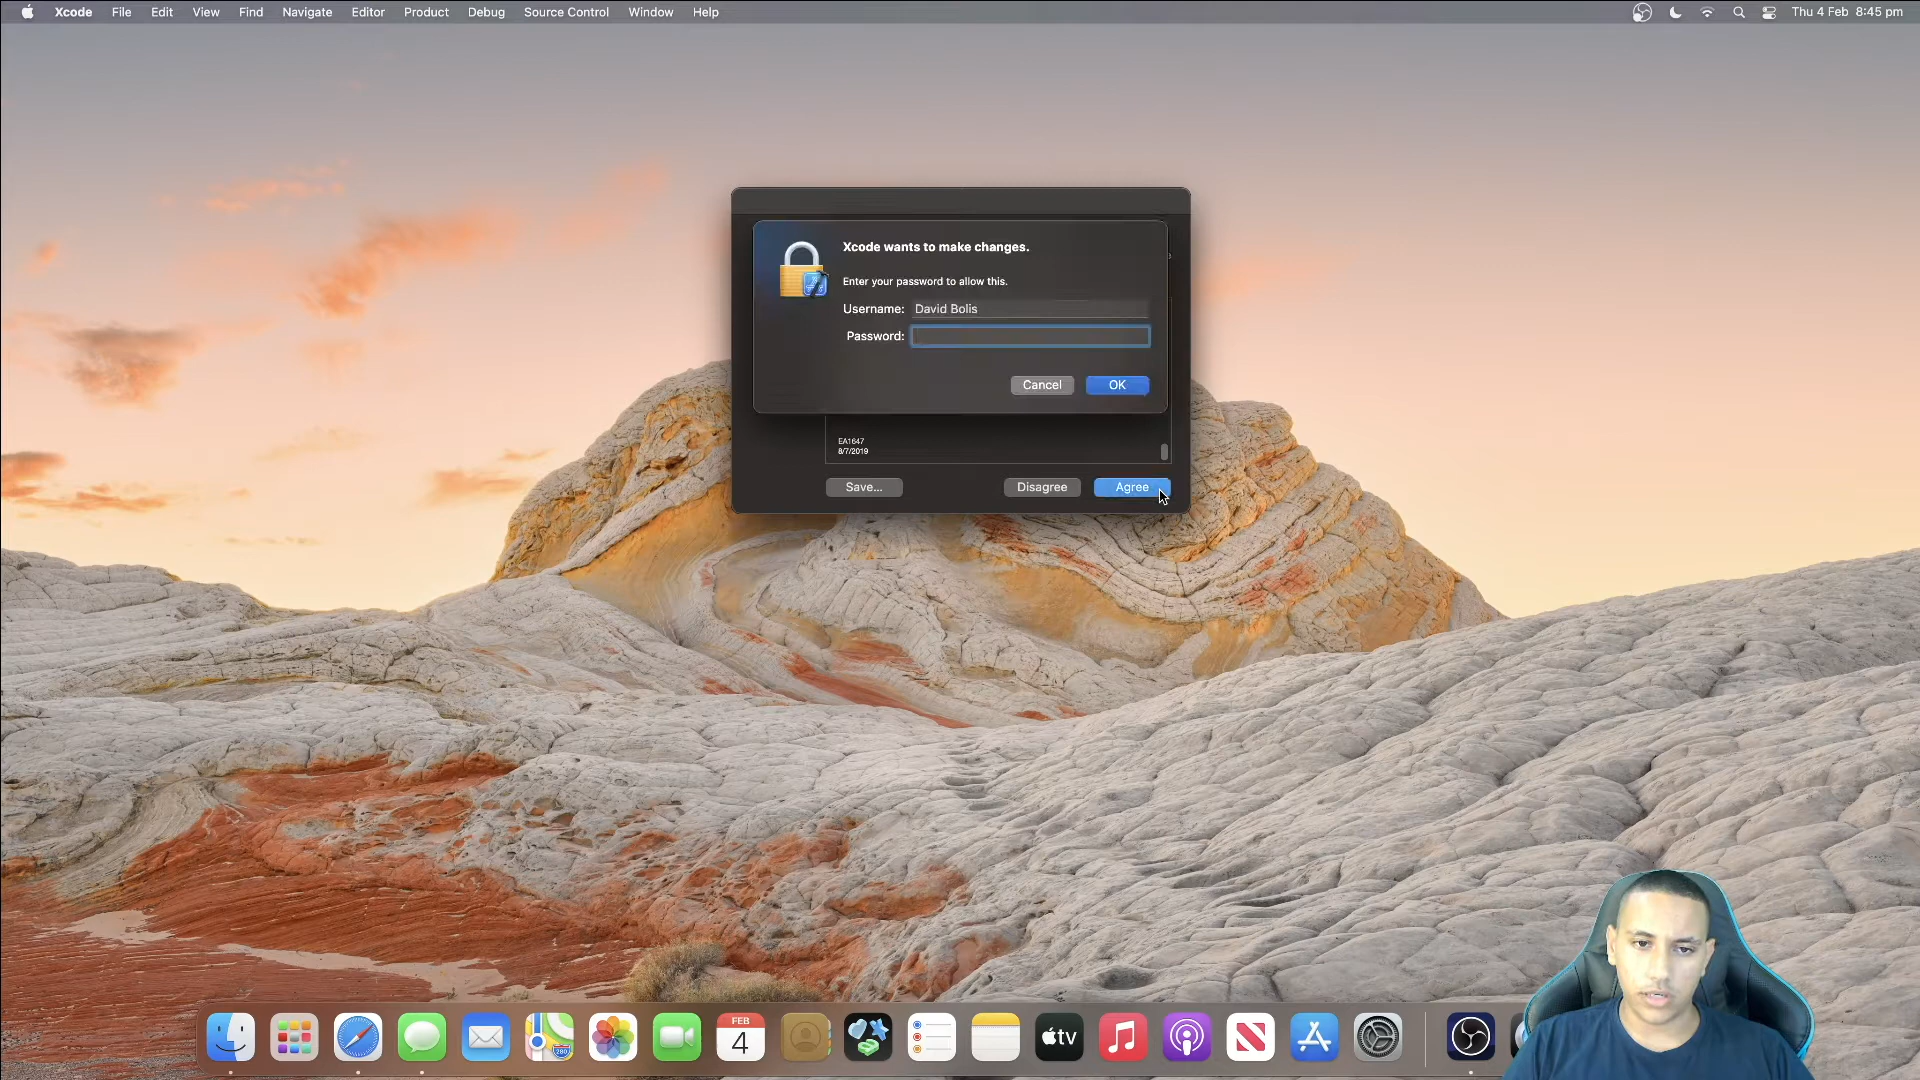 Xcode File Edit View Find Navigate Editor Product Debug Source Control Window Help Thu 4 Feb 8:45 pm
Xcode wants to make changes.
Enter your password to allow this.
Username: David Bolis
Password:
Cancel OK
EA1647
8/7/2019
Save... Disagree Agree
280
FEB
4
tv